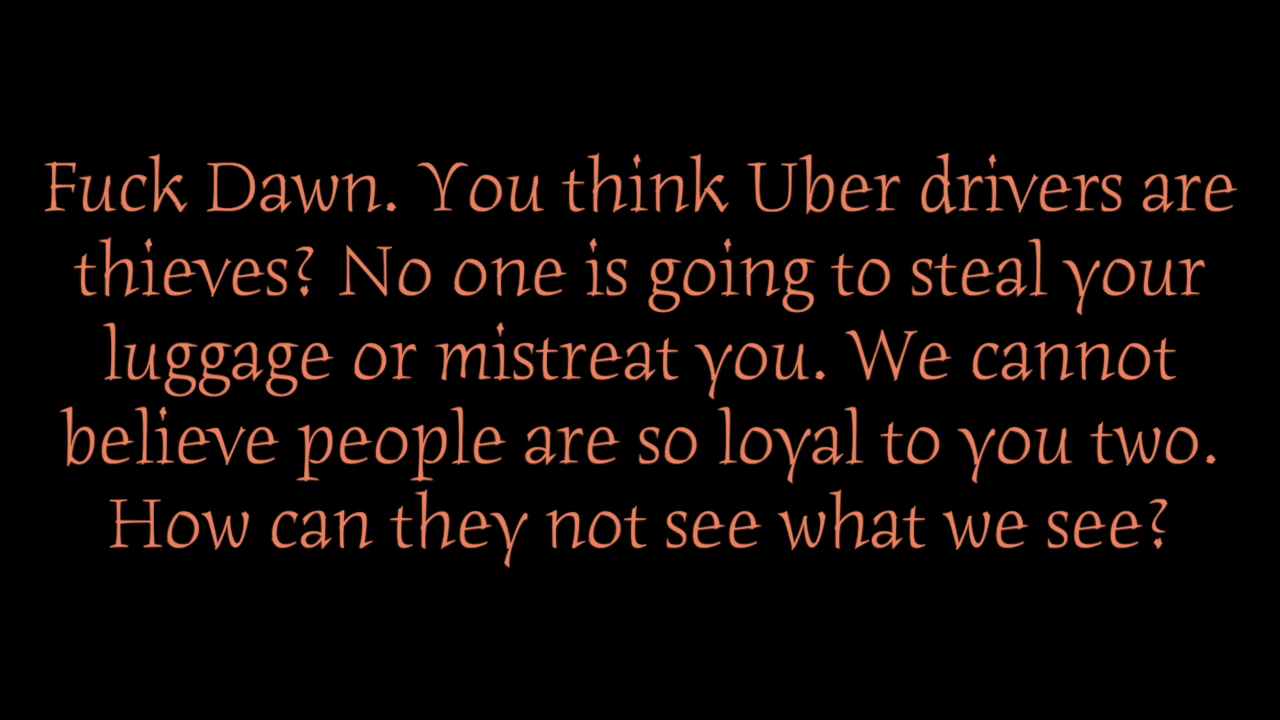 Fuck Dawn. You think Uber drivers are
thieves? No one is going to steal your
luggage or mistreat you. We cannot
believe people are so loyal to you two.
How can they not see what we see?